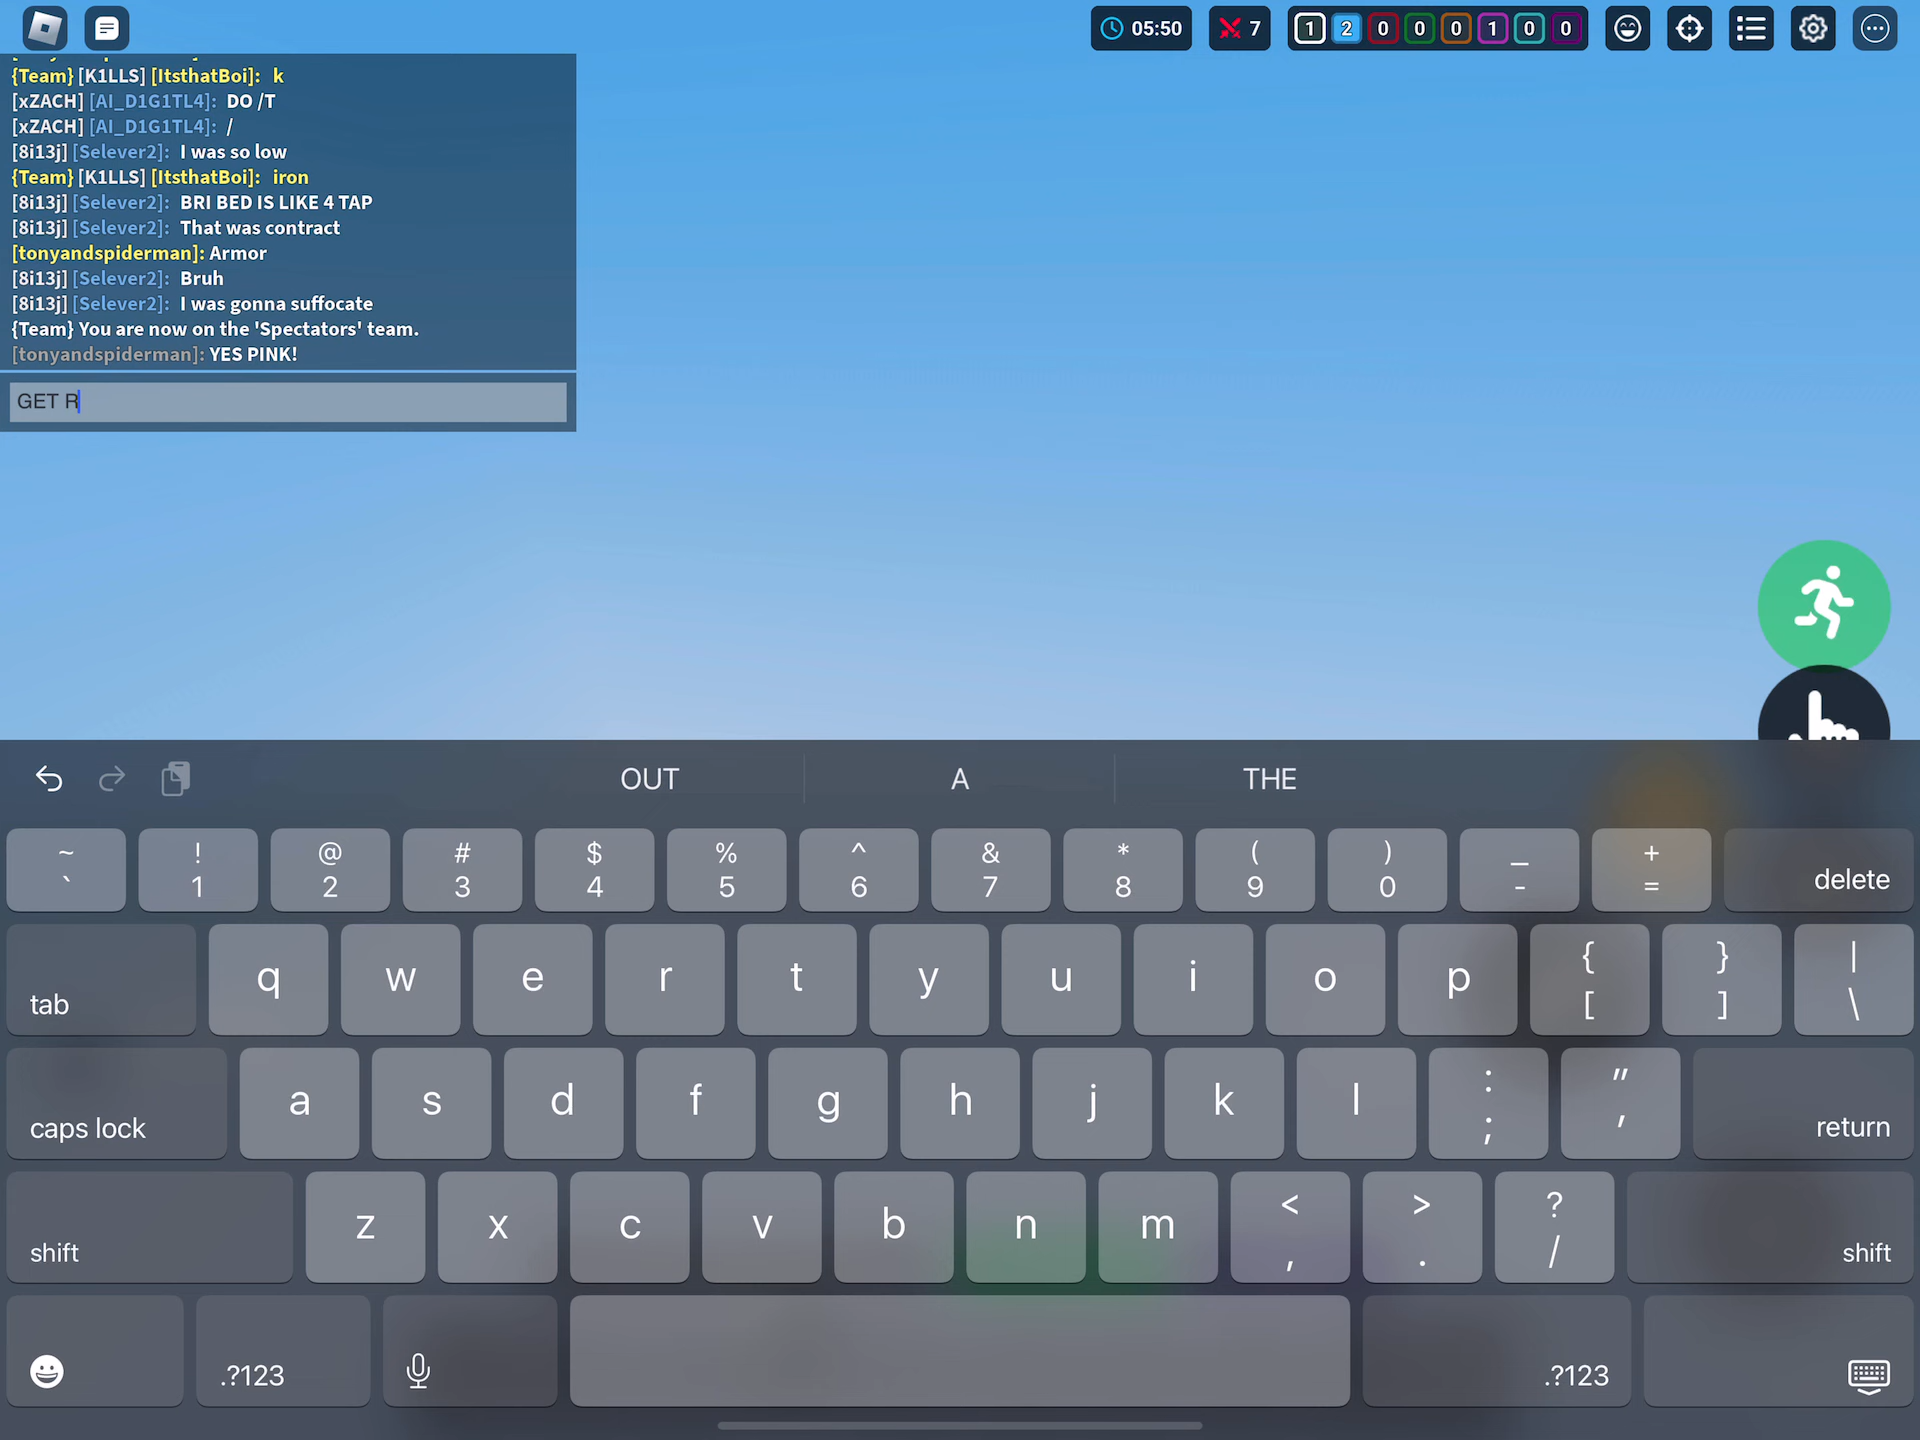 05:50 7 1 2 0 0 0 1 0 0
{Team} [K1LLS] [ItsthatBoi]: k
[xZACH] [AI_D1G1TL4]: DO /T
[xZACH] [AI_D1G1TL4]: /
[8i13j] [Selever2]: I was so low
{Team} [K1LLS] [ItsthatBoi]: iron
[8i13j] [Selever2]: BRI BED IS LIKE 4 TAP
[8i13j] [Selever2]: That was contract
[tonyandspiderman]: Armor
[8i13j] [Selever2]: Bruh
[8i13j] [Selever2]: I was gonna suffocate
{Team} You are now on the 'Spectators' team.
[tonyandspiderman]: YES PINK!
GET R
OUT A THE
~ ! @ # $ % ^ & * ( ) _ +
` 1 2 3 4 5 6 7 8 9 0 - = delete
tab q w e r t y u i o p { [ } ] | \
caps lock a s d f g h j k l : ; " ' return
shift z x c v b n m < , > . ? / shift
.?123 .?123